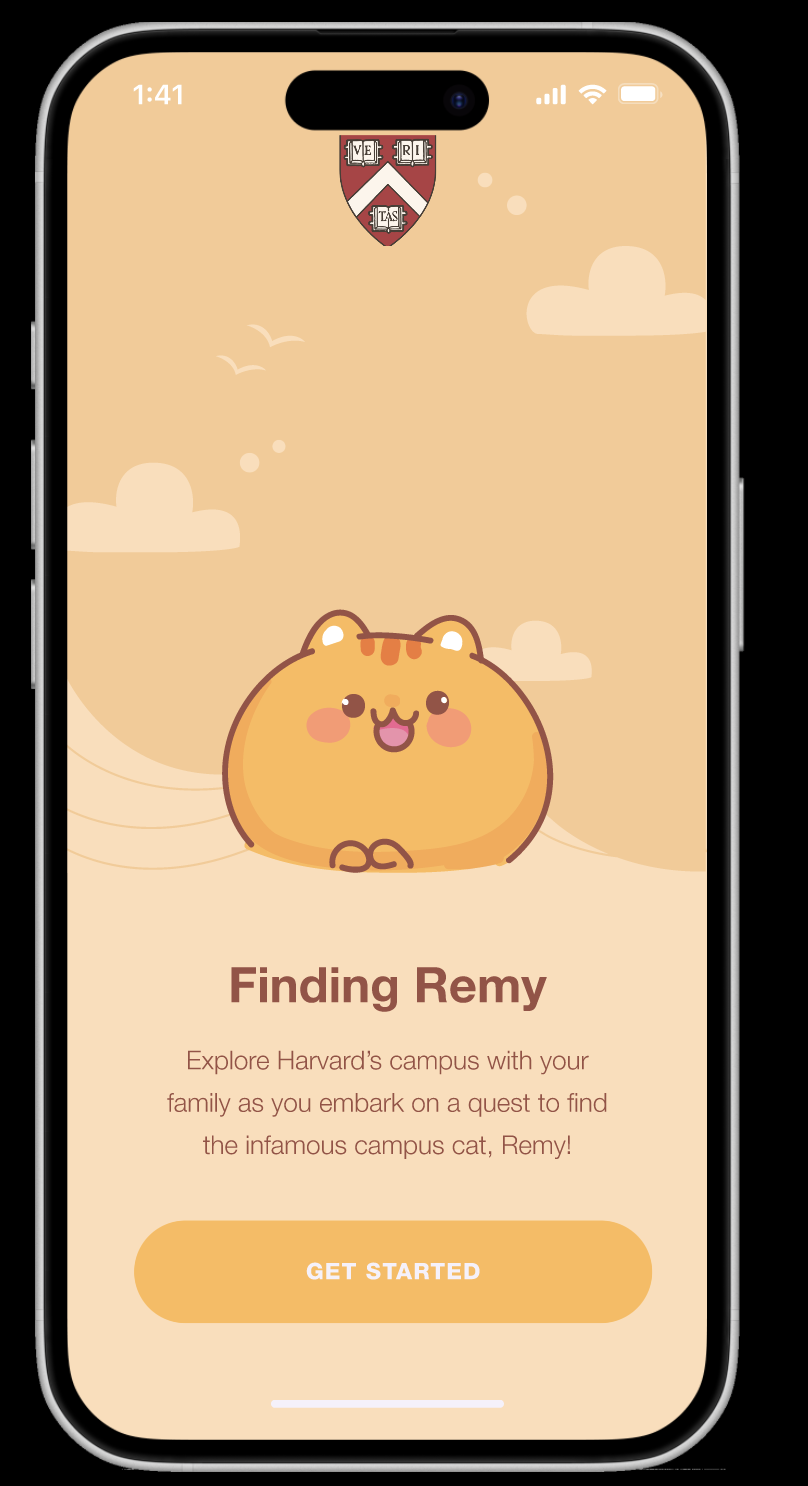 1:41
VE RI
TAS
Finding Remy
Explore Harvard’s campus with your
family as you embark on a quest to find
the infamous campus cat, Remy!
GET STARTED